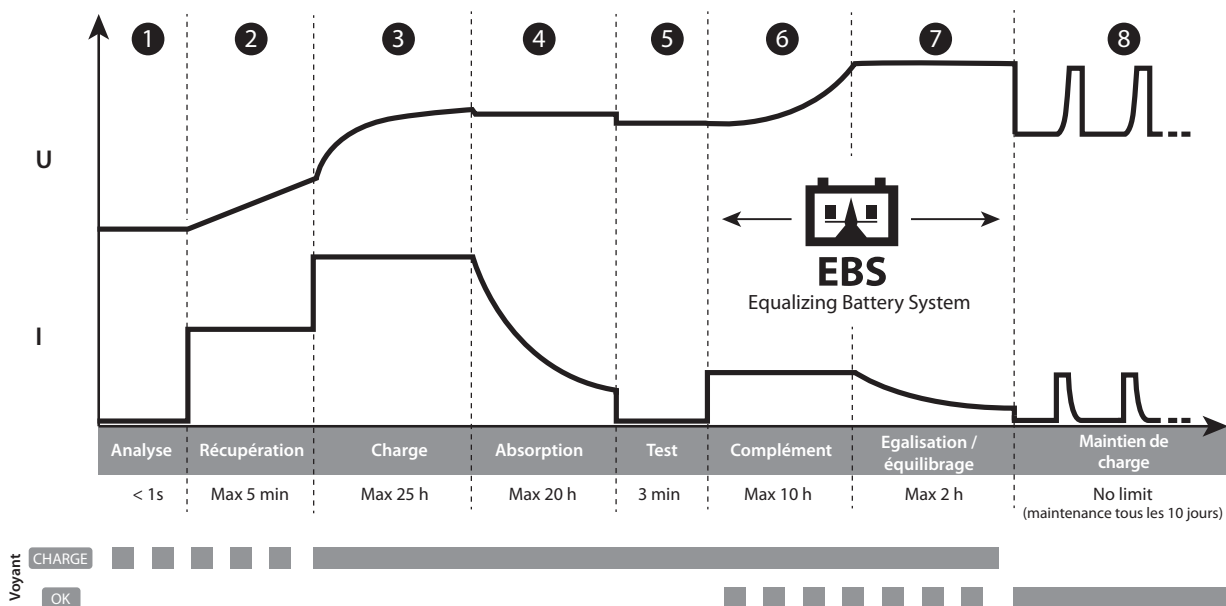 1 2 3 4 5 6 7 8
U
EBS
Equalizing Battery System
I
Analyse Récupération Charge Absorption Test Complément Egalisation / équilibrage Maintien de charge
< 1s Max 5 min Max 25 h Max 20 h 3 min Max 10 h Max 2 h No limit
(maintenance tous les 10 jours)
Voyant
CHARGE
OK